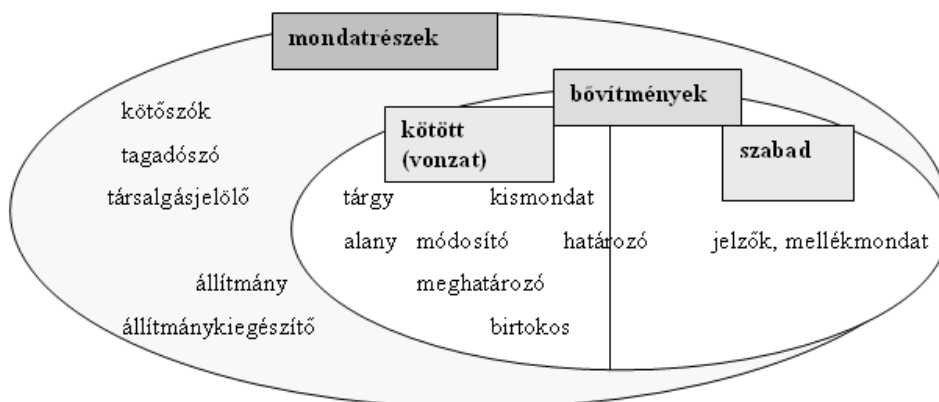 mondatrészek
bővítmények
kötőszók
kötött
(vonzat)
szabad
tagadószó
társalgásjelölő
tárgy
kismondat
alany
módosító
határozó
jelzők, mellékmondat
állítmány
meghatározó
állítmánykiegészítő
birtokos